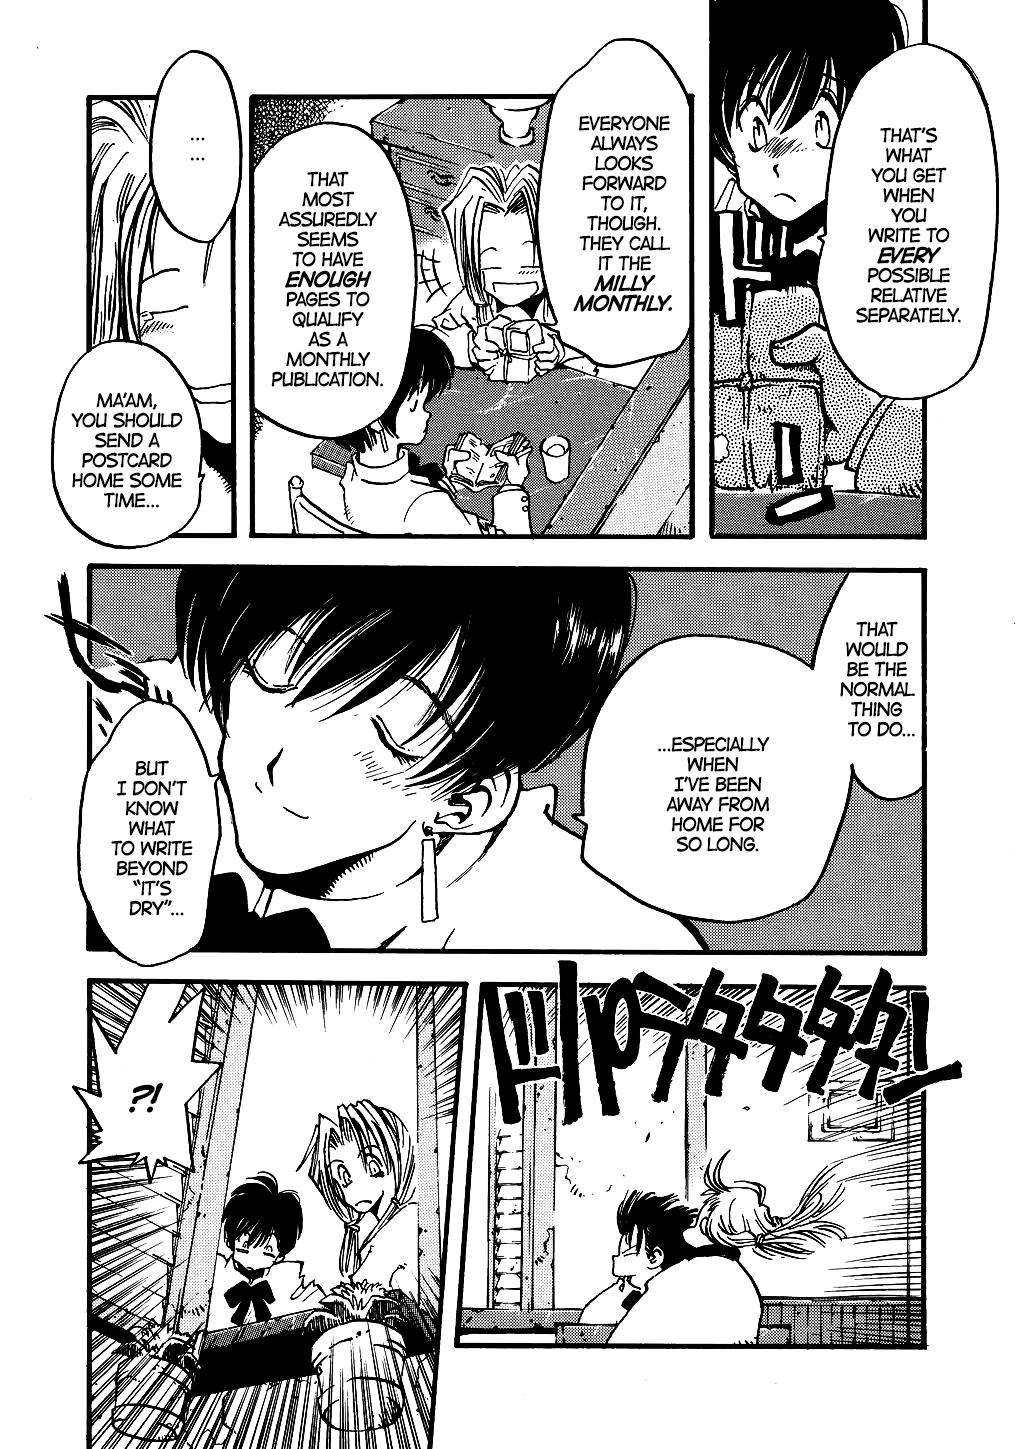 THAT'S
WHAT
YOU GET
WHEN
YOU
WRITE TO
EVERY
POSSIBLE
RELATIVE
SEPARATELY.
EVERYONE
ALWAYS
LOOKS
FORWARD
TO IT,
THOUGH.
THEY CALL
IT THE
MILLY
MONTHLY.
THAT
MOST
ASSUREDLY
SEEMS
TO HAVE
ENOUGH
PAGES TO
QUALIFY
AS A
MONTHLY
PUBLICATION.
...
...
MA'AM,
YOU SHOULD
SEND A
POSTCARD
HOME SOME
TIME...
THAT
WOULD
BE THE
NORMAL
THING
TO DO...
...ESPECIALLY
WHEN
I'VE BEEN
AWAY FROM
HOME FOR
SO LONG.
BUT
I DON'T
KNOW
WHAT
TO WRITE
BEYOND
"IT'S
DRY"...
?!